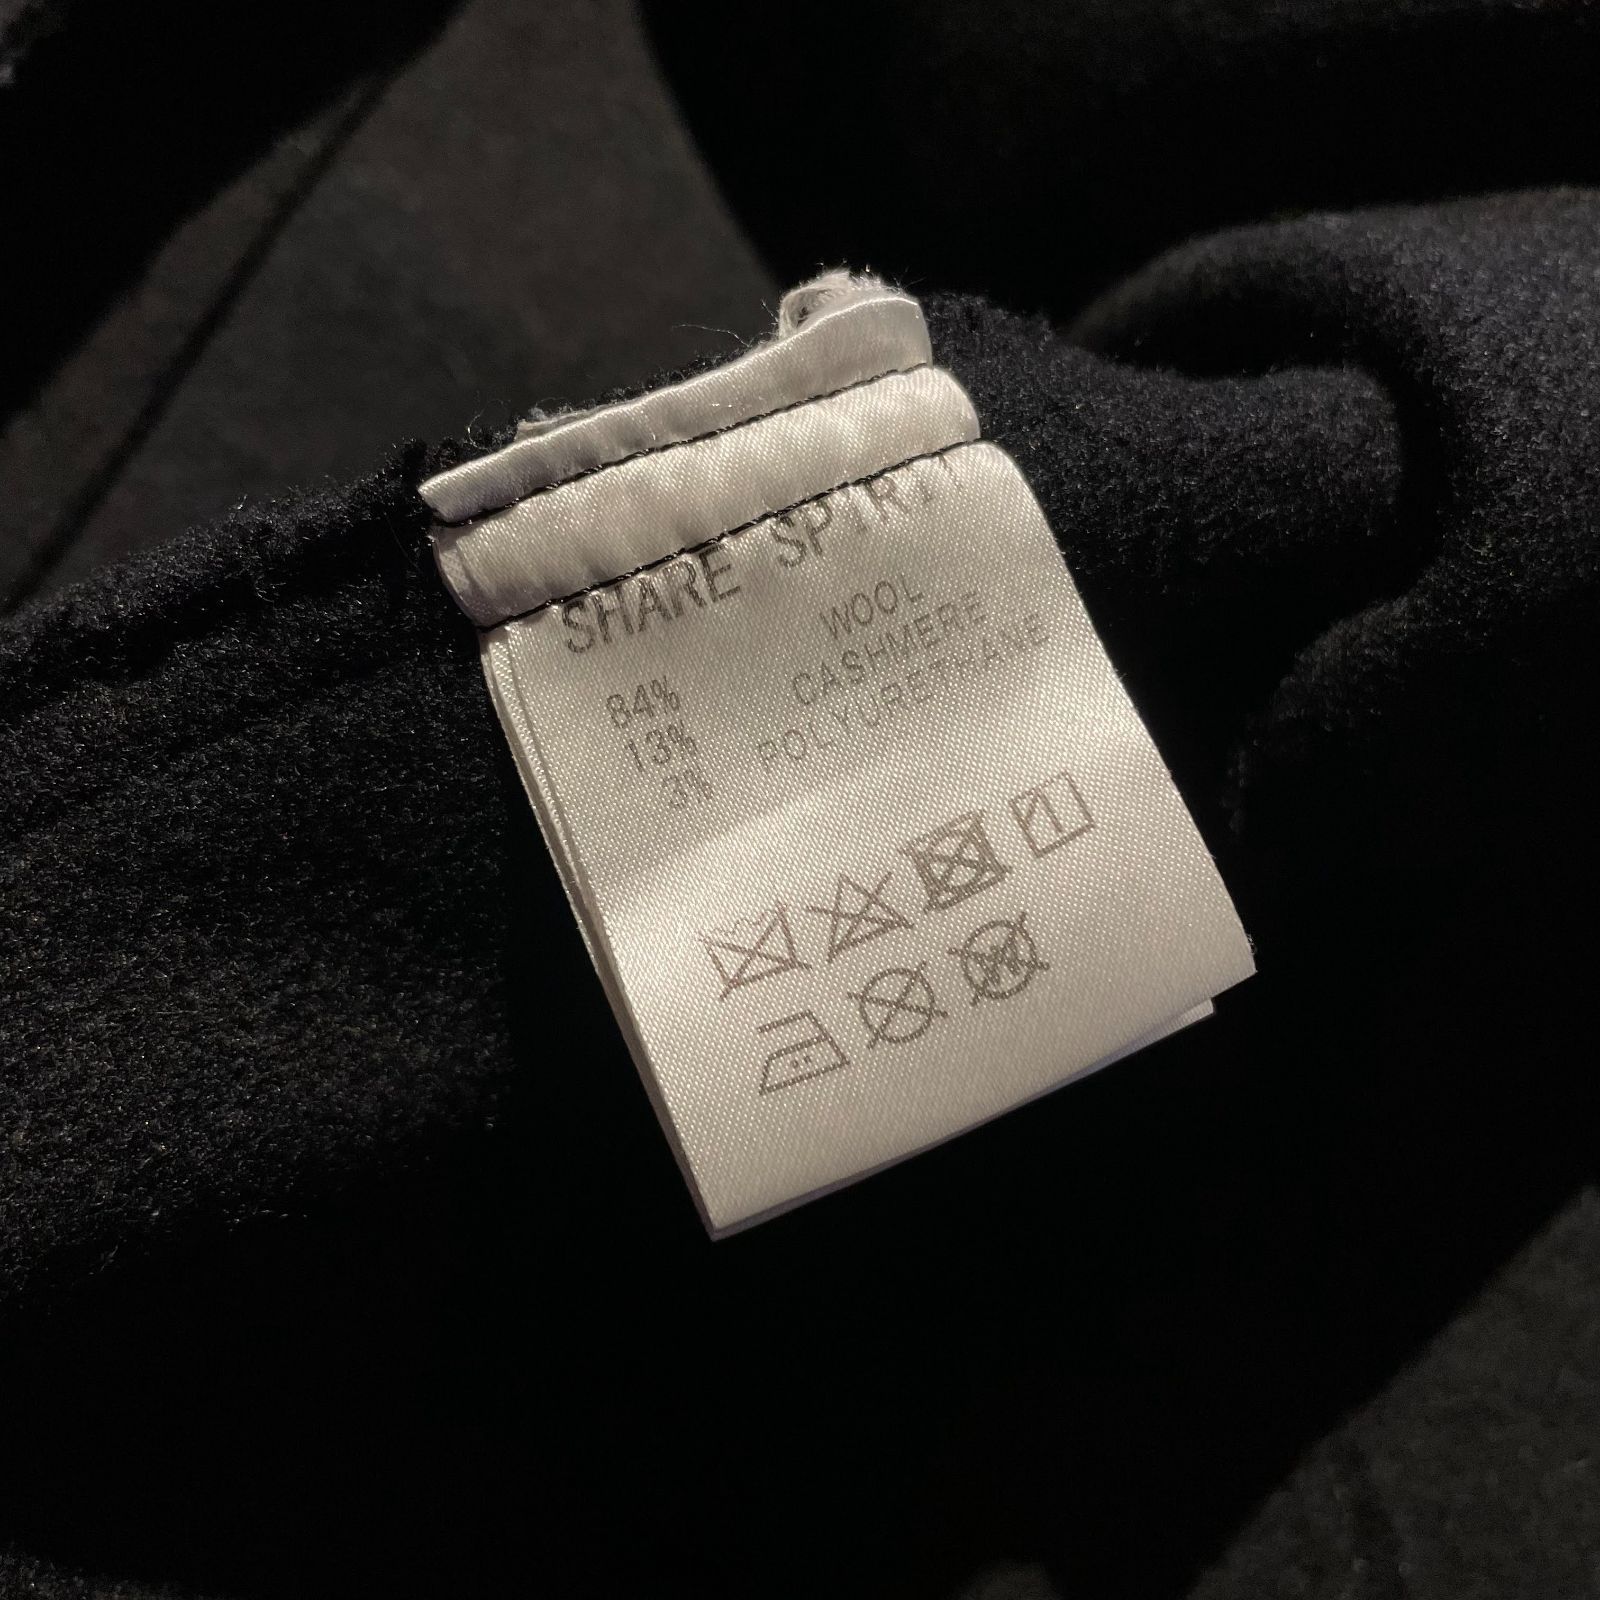 SHARE SPIRIT
84% WOOL
13% CASHMERE
3% POLYURETHANE